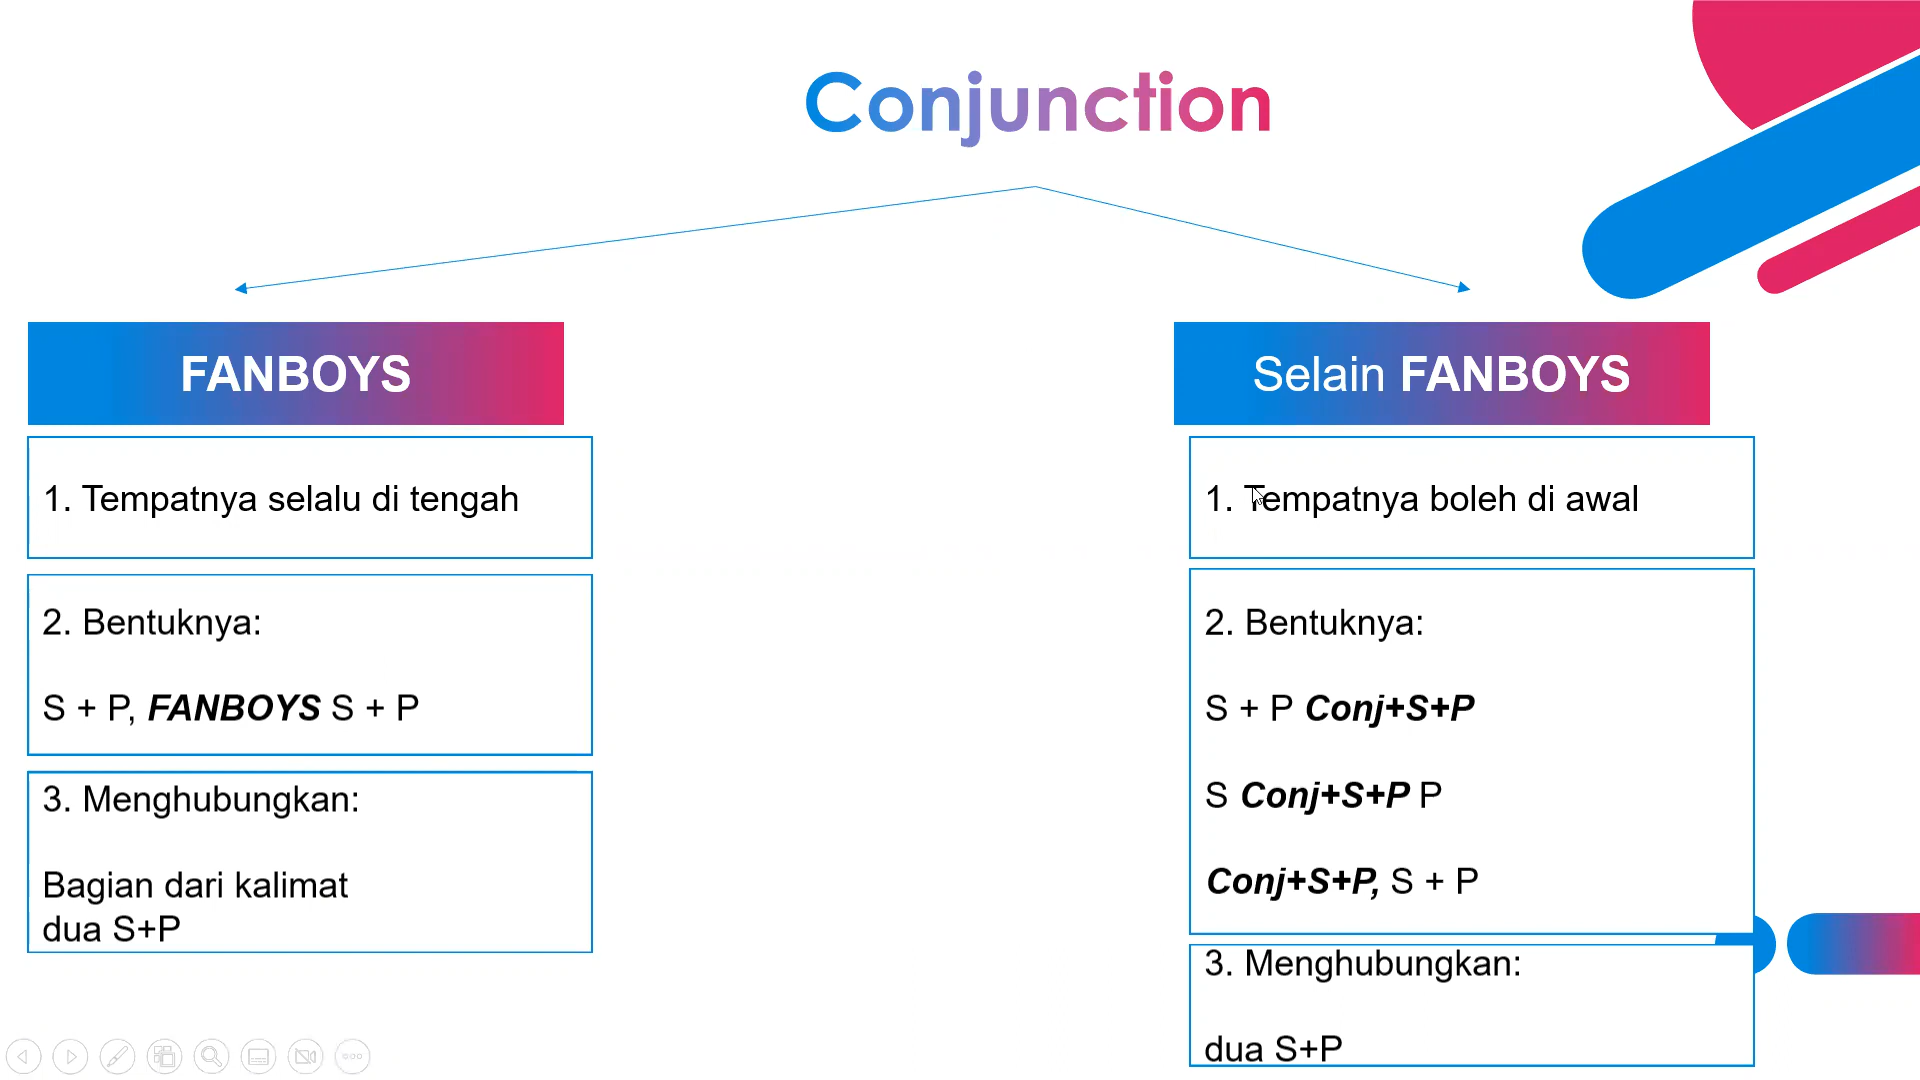 Conjunction
FANBOYS
1. Tempatnya selalu di tengah
2. Bentuknya:
S + P, FANBOYS S + P
3. Menghubungkan:
Bagian dari kalimat
dua S+P
Selain FANBOYS
1. Tempatnya boleh di awal
2. Bentuknya:
S + P Conj+S+P
S Conj+S+P P
Conj+S+P, S + P
3. Menghubungkan:
dua S+P